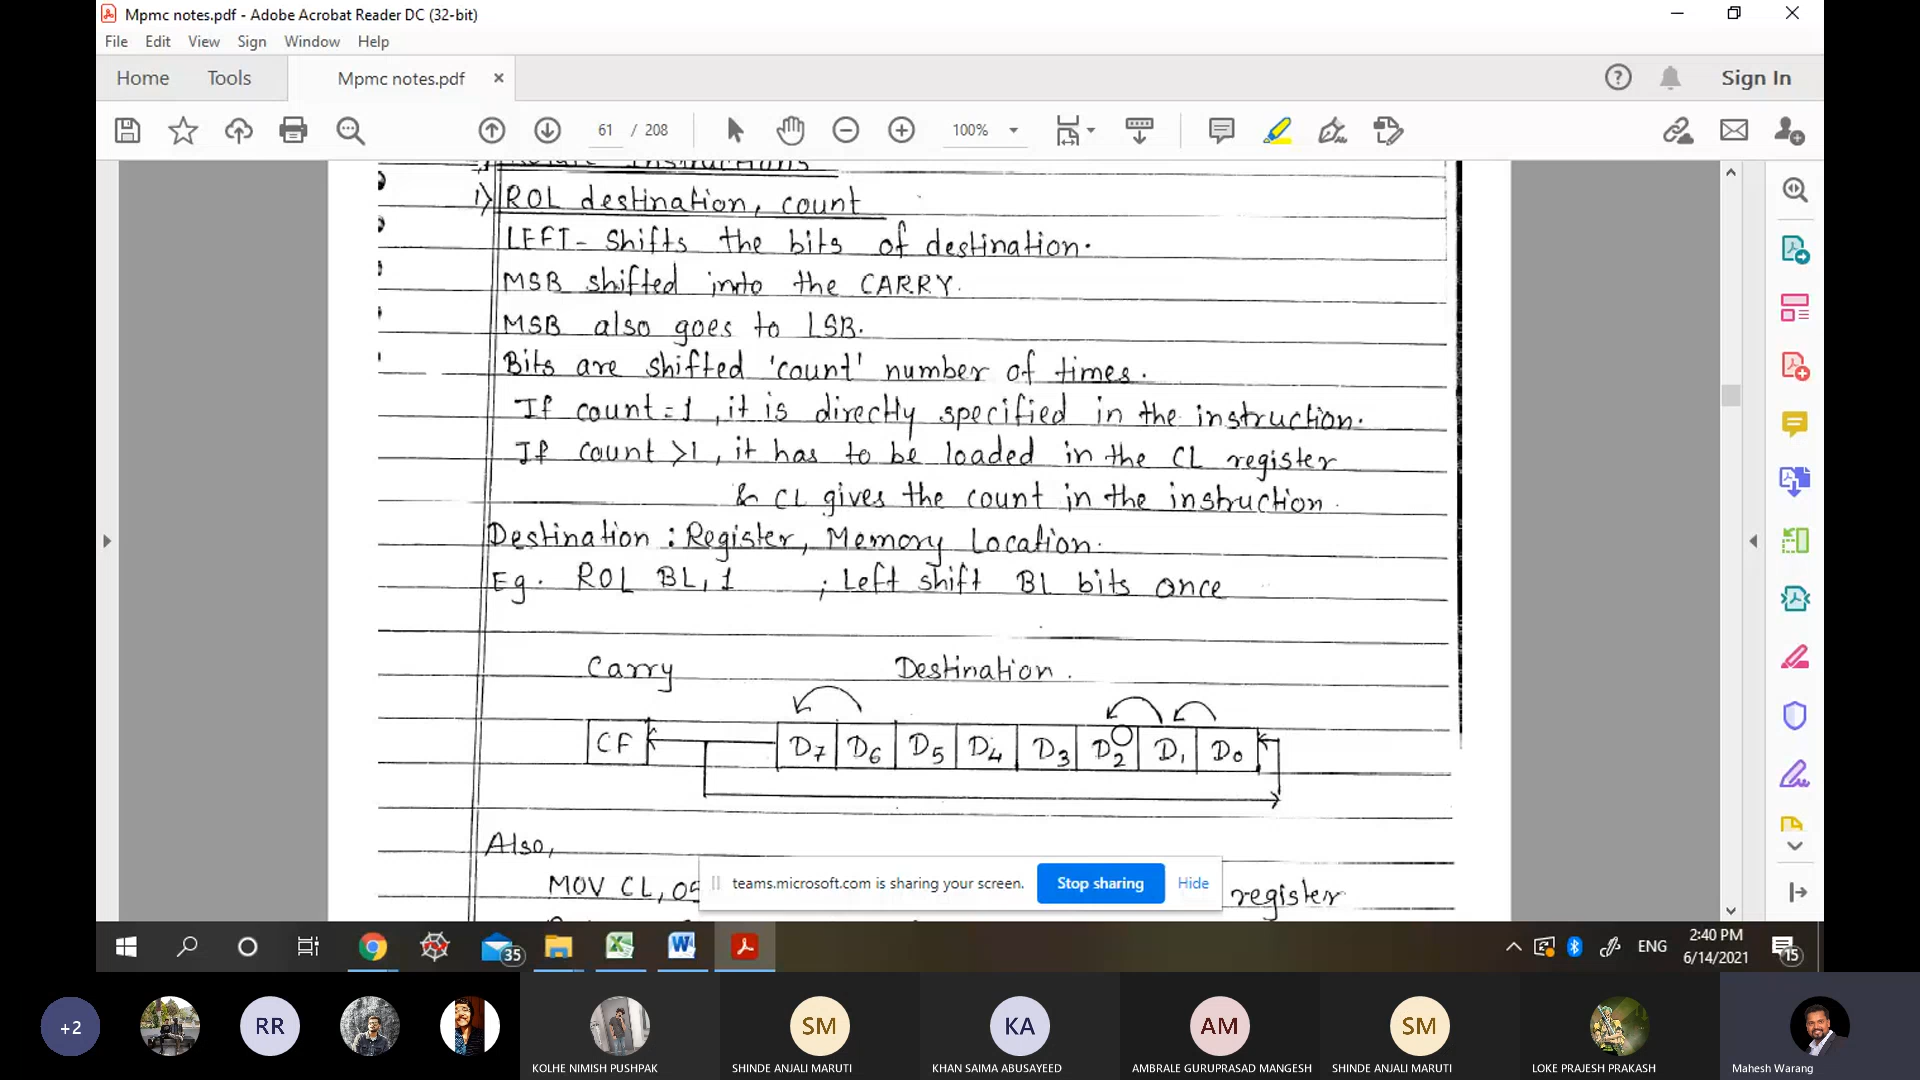 Mpmc notes.pdf - Adobe Acrobat Reader DC (32-bit)
File Edit View Sign Window Help
Home Tools Mpmc notes.pdf × Sign In
61 / 208 100%
Instructions
1) ROL destination, count
LEFT- Shifts the bits of destination.
MSB shifted into the CARRY.
MSB also goes to LSB.
Bits are shifted 'count' number of times.
If count=1, it is directly specified in the instruction.
If count >1, it has to be loaded in the CL register
& CL gives the count in the instruction.
Destination : Register, Memory Location.
Eg. ROL BL, 1 ; Left shift BL bits once
Carry Destination.
CF D7 D6 D5 D4 D3 D2 D1 D0
Also,
MOV CL, 05 register
teams.microsoft.com is sharing your screen. Stop sharing Hide
35
ENG
2:40 PM
6/14/2021
15
+2 RR SM KA AM SM
KOLHE NIMISH PUSHPAK SHINDE ANJALI MARUTI KHAN SAIMA ABUSAYEED AMBRALE GURUPRASAD MANGESH SHINDE ANJALI MARUTI LOKE PRAJESH PRAKASH Mahesh Warang